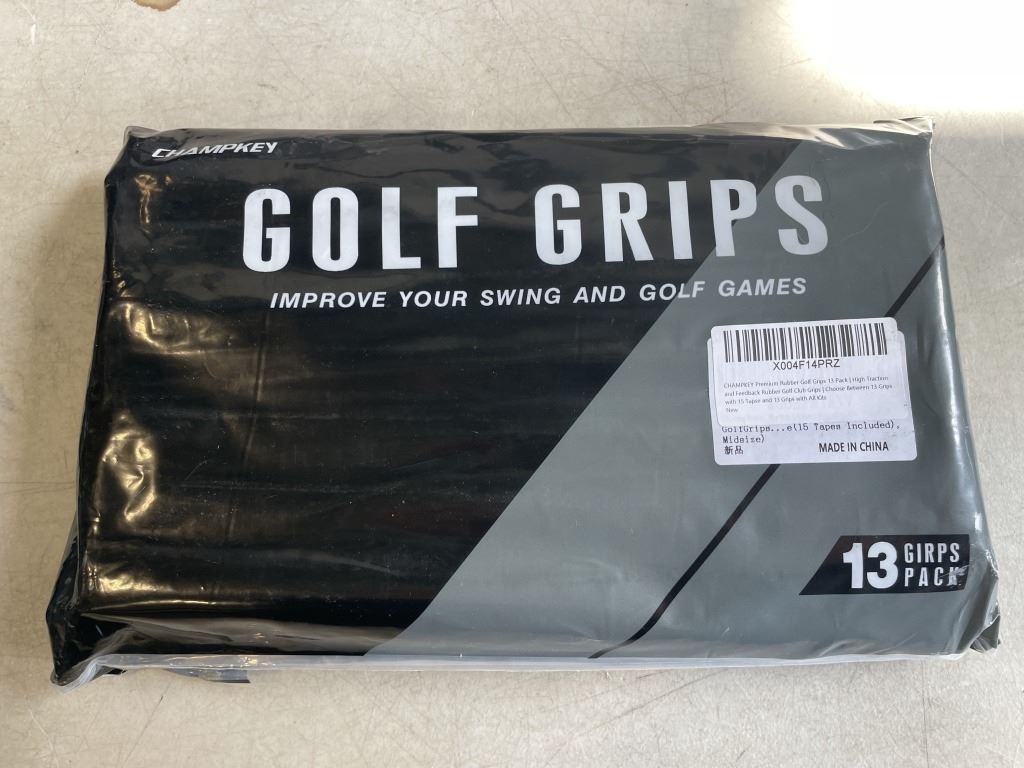 CHAMPKEY
GOLF GRIPS
IMPROVE YOUR SWING AND GOLF GAMES
X004F14PRZ
CHAMPKEY Premium Rubber Golf Grips 13 Pack | High Traction
and Feedback Rubber Golf Club Grips | Choose Between 13 Grips
with 15 Tapse and 13 Grips with All Kits
New
GolfGrips...e(15 Tapes Included),
Midsize)
新品 MADE IN CHINA
13 GIRPS
PACK